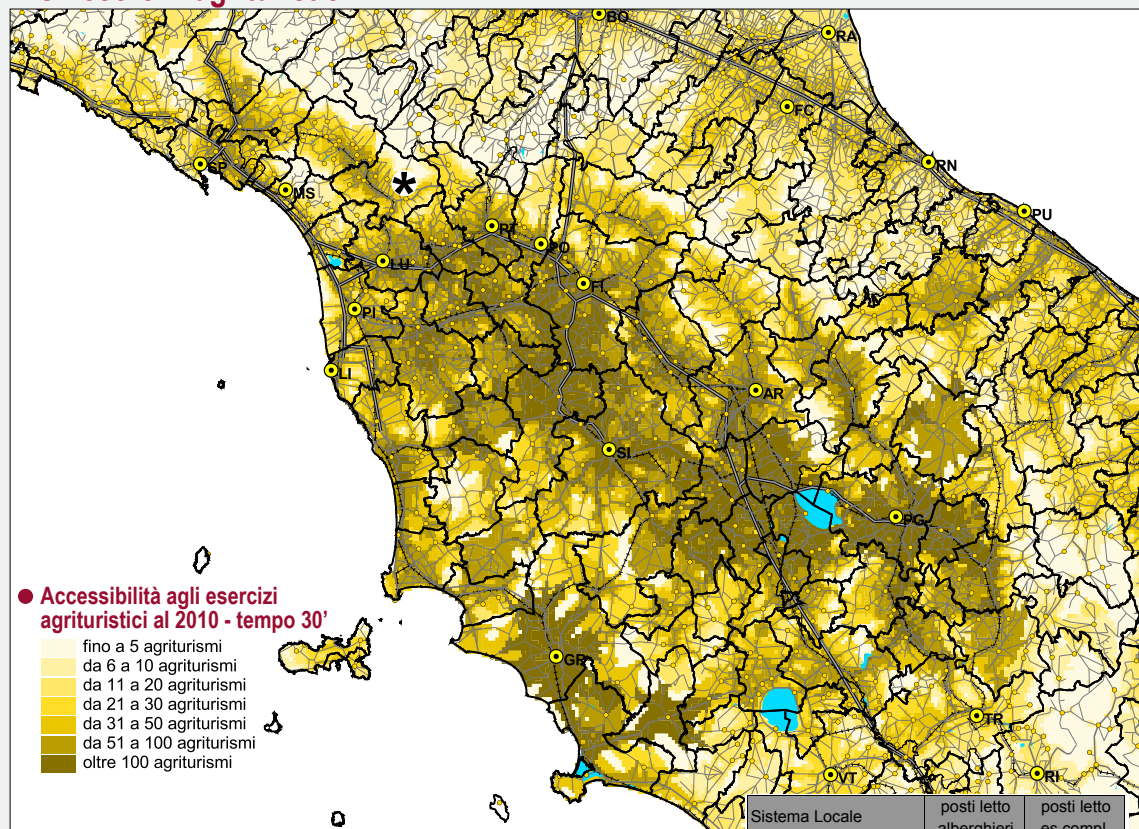 BO
RA
FC
SP
RN
*
MS
PU
PT
PO
LU
FI
PI
LI
AR
SI
PG
Accessibilità agli esercizi
agrituristici al 2010 - tempo 30'
fino a 5 agriturismi
da 6 a 10 agriturismi
GR
da 11 a 20 agriturismi
da 21 a 30 agriturismi
da 31 a 50 agriturismi
TR
da 51 a 100 agriturismi
oltre 100 agriturismi
VT
RI
Sistema Locale
posti letto
alberghieri
posti letto
es.compl.